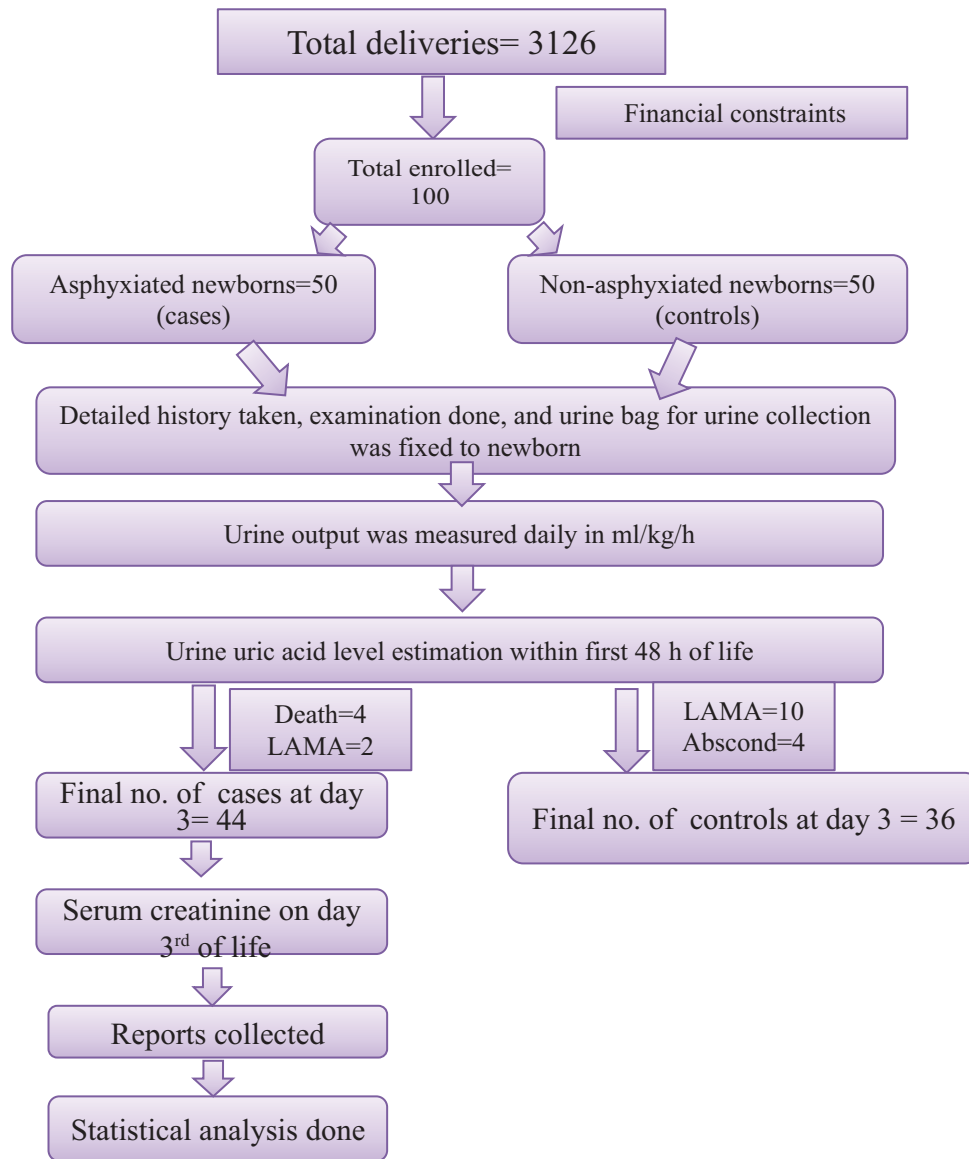 Total deliveries= 3126
Financial constraints
Total enrolled=
100
Asphyxiated newborns=50
(cases)
Non-asphyxiated newborns=50
(controls)
Detailed history taken, examination done, and urine bag for urine collection
was fixed to newborn
Urine output was measured daily in ml/kg/h
Urine uric acid level estimation within first 48 h of life
Death=4
LAMA=2
LAMA=10
Abscond=4
Final no. of cases at day
3= 44
Final no. of controls at day 3 = 36
Serum creatinine on day
3rd of life
Reports collected
Statistical analysis done